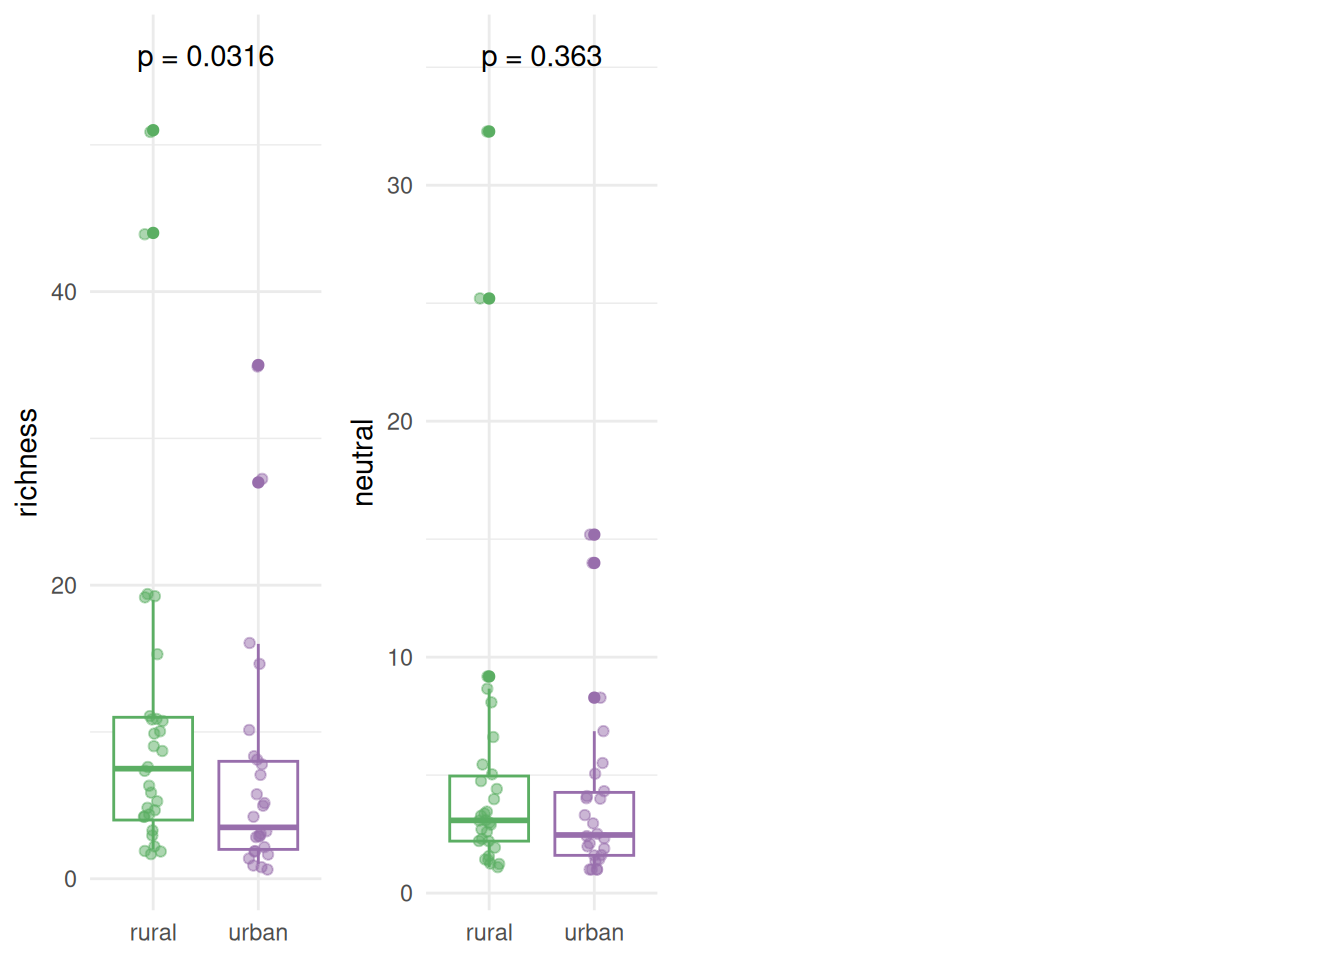 p = 0.0316
richness
40
20
0
rural
urban
p = 0.363
neutral
30
20
10
0
rural
urban